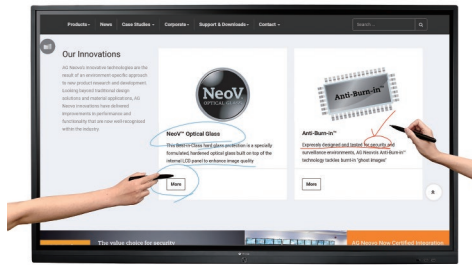 Products - News Case Studies - Corporate - Support & Downloads - Contact - Search ...
Our Innovations
AG Neovo's innovative technologies are the
result of an environment-specific approach
to new product research and development.
Looking beyond traditional design
solutions and material applications, AG
Neovo innovations have delivered
improvements in performance and
functionality that are now well-recognised
within the industry.
NeoV
OPTICAL GLASS
NeoV™ Optical Glass
This Best-in-Class hard glass protection is a specially
formulated, hardened optical glass built on top of the
internal LCD panel to enhance image quality
More
Anti-Burn-in™
Anti-Burn-in™
Expressly designed and tested for security and
surveillance environments, AG Neovo's Anti-Burn-in™
technology tackles burnt-in "ghost images"
More
The value choice for security
AG Neovo Now Certified Integration